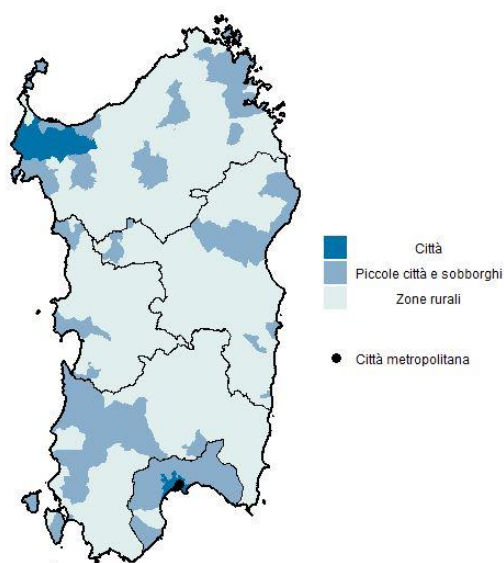 Città
Piccole città e sobborghi
Zone rurali
Città metropolitana